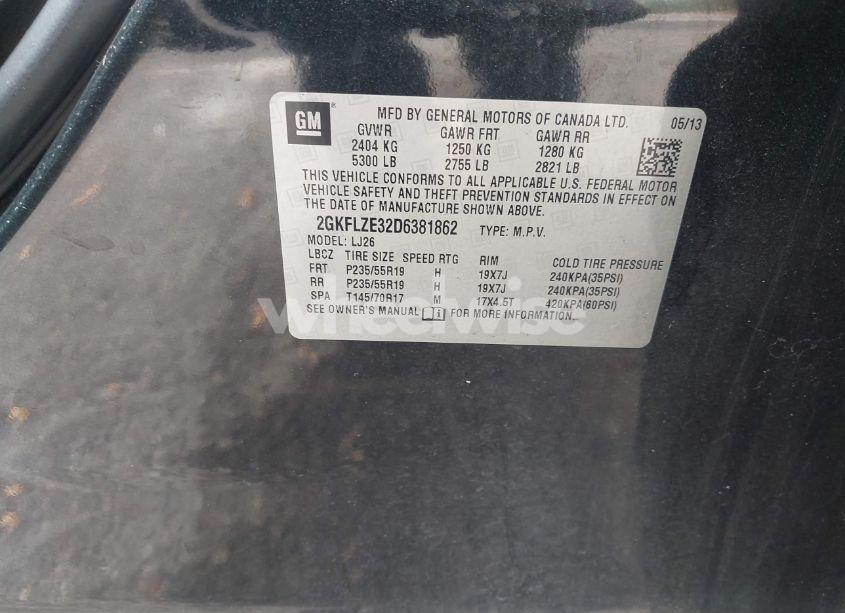 GM ®
MFD BY GENERAL MOTORS OF CANADA LTD. 05/13
GVWR GAWR FRT GAWR RR
2404 KG 1250 KG 1280 KG
5300 LB 2755 LB 2821 LB
THIS VEHICLE CONFORMS TO ALL APPLICABLE U.S. FEDERAL MOTOR
VEHICLE SAFETY AND THEFT PREVENTION STANDARDS IN EFFECT ON
THE DATE OF MANUFACTURE SHOWN ABOVE.
2GKFLZE32D6381862 TYPE: M.P.V.
MODEL: LJ26
LBCZ TIRE SIZE SPEED RTG RIM COLD TIRE PRESSURE
FRT P235/55R19 H 19X7J 240KPA(35PSI)
RR P235/55R19 H 19X7J 240KPA(35PSI)
SPA T145/70R17 M 17X4.5T 420KPA(60PSI)
SEE OWNER'S MANUAL FOR MORE INFORMATION.
wheelwise